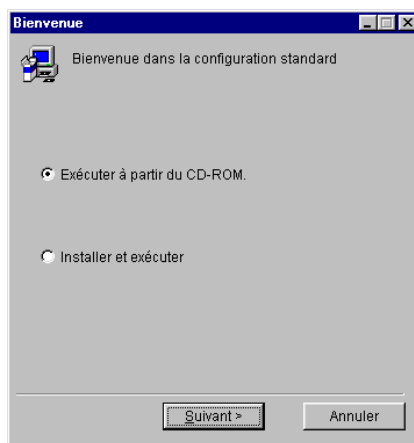 Bienvenue
Bienvenue dans la configuration standard
Exécuter à partir du CD-ROM.
Installer et exécuter
Suivant >
Annuler